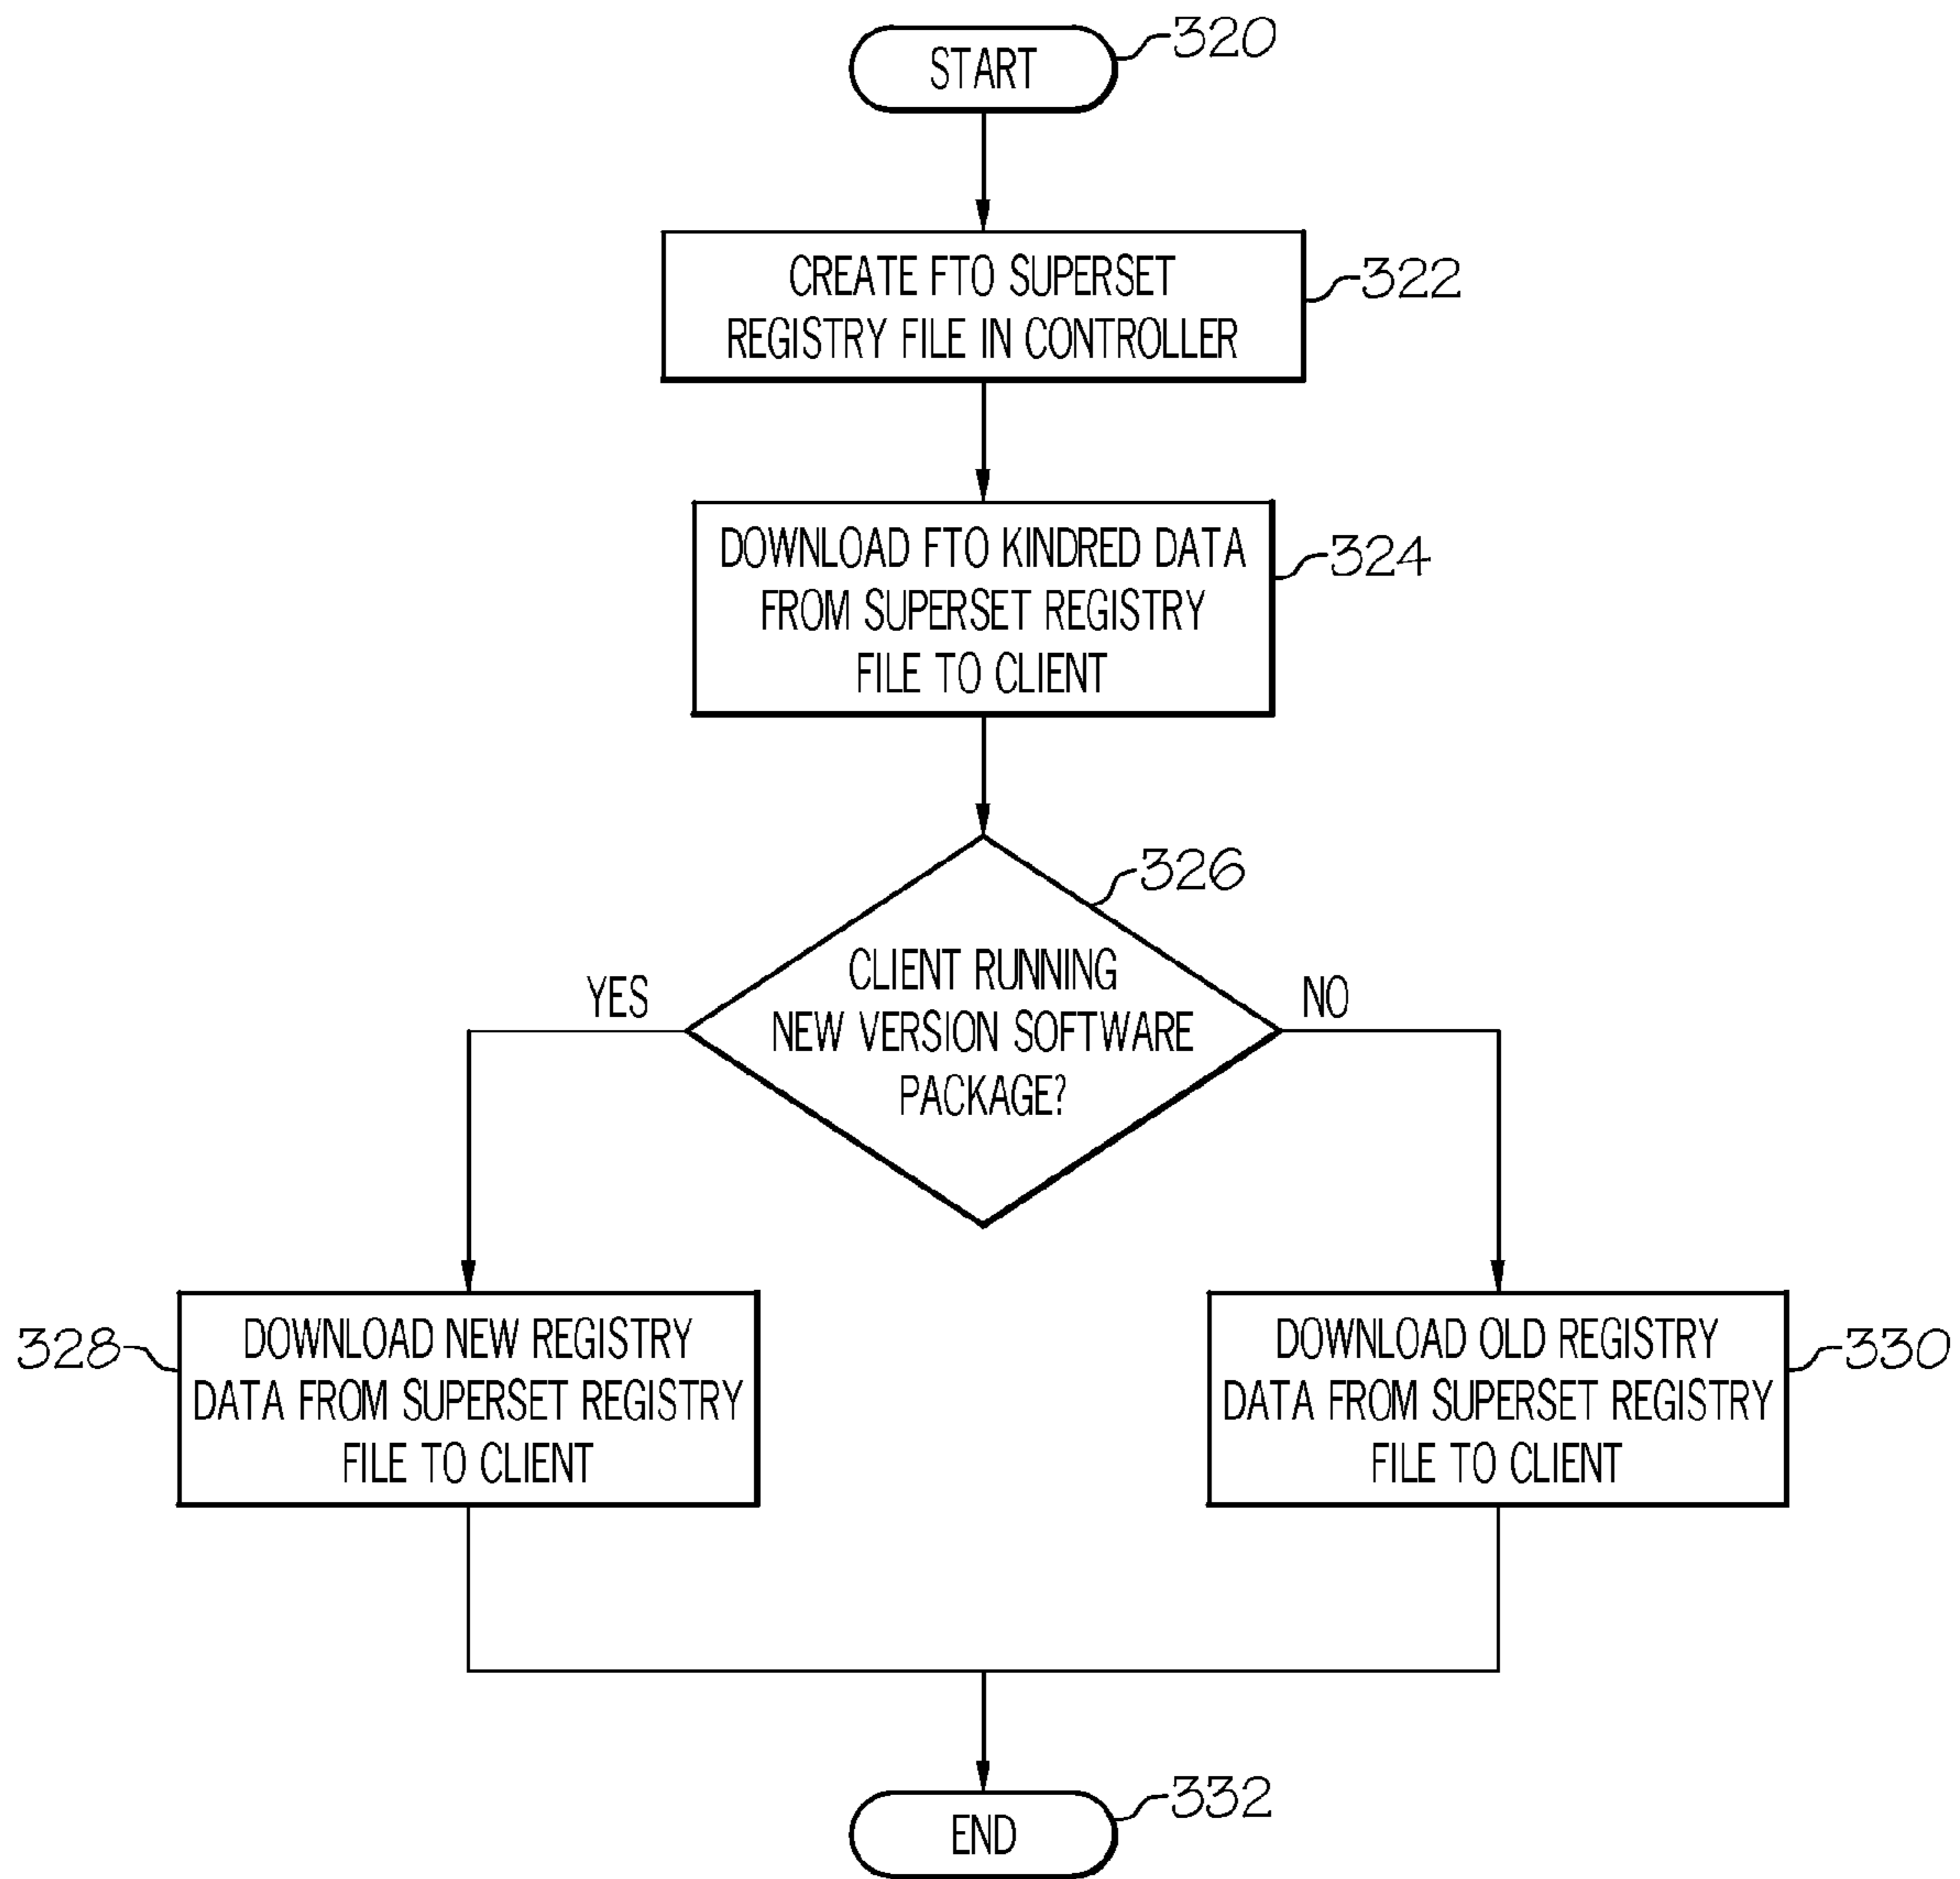 START
320
CREATE FTO SUPERSET
REGISTRY FILE IN CONTROLLER
322
DOWNLOAD FTO KINDRED DATA
FROM SUPERSET REGISTRY
FILE TO CLIENT
324
326
CLIENT RUNNING
NEW VERSION SOFTWARE
PACKAGE?
YES
NO
328
DOWNLOAD NEW REGISTRY
DATA FROM SUPERSET REGISTRY
FILE TO CLIENT
DOWNLOAD OLD REGISTRY
DATA FROM SUPERSET REGISTRY
FILE TO CLIENT
330
END
332